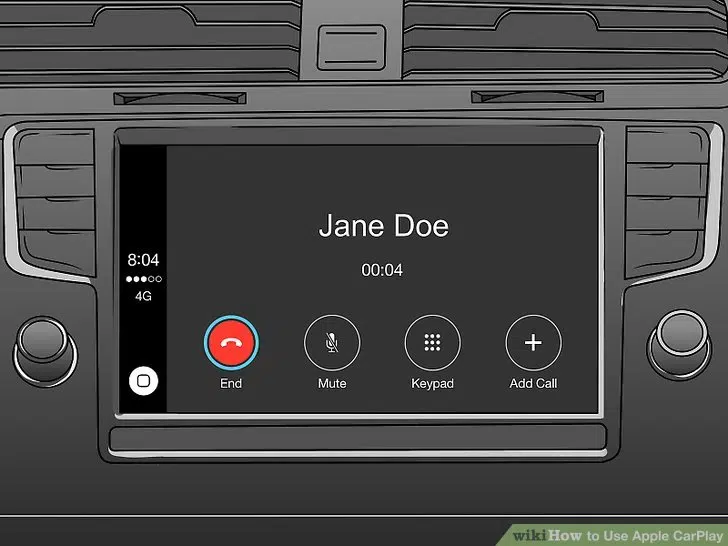 Jane Doe
00:04
8:04
4G
End
Mute
Keypad
Add Call
wikiHow to Use Apple CarPlay